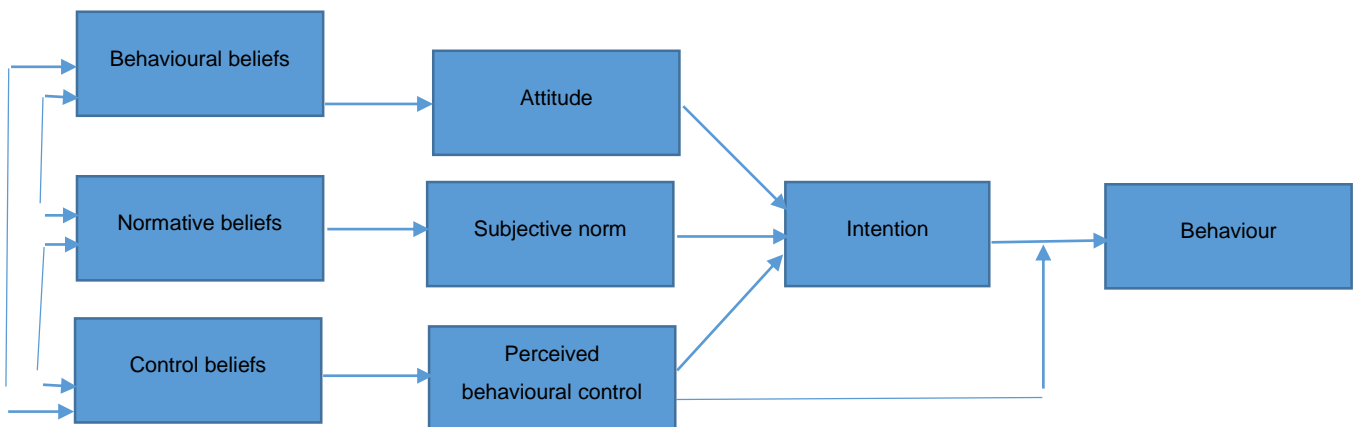 Behavioural beliefs
Attitude
Normative beliefs
Subjective norm
Intention
Behaviour
Control beliefs
Perceived
behavioural control